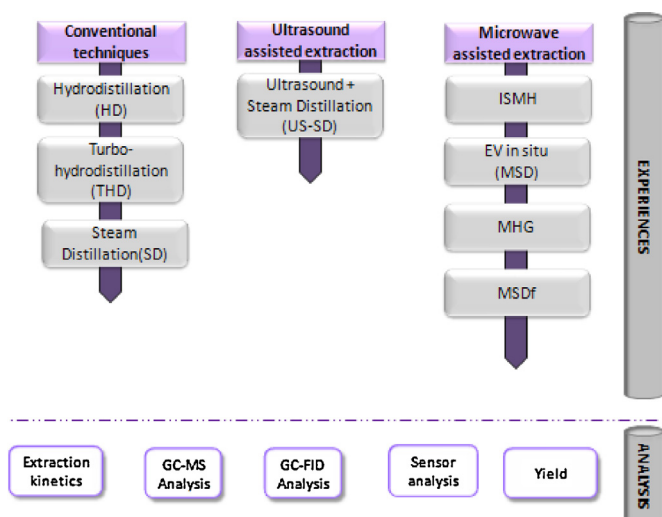 Conventional
techniques
Hydrodistillation
(HD)
Turbo-
hydrodistillation
(THD)
Steam
Distillation(SD)
Ultrasound
assisted extraction
Ultrasound +
Steam Distillation
(US-SD)
Microwave
assisted extraction
ISMH
EV in situ
(MSD)
MHG
MSDf
EXPERIENCES
Extraction
kinetics
GC-MS
Analysis
GC-FID
Analysis
Sensor
analysis
Yield
ANALYSIS